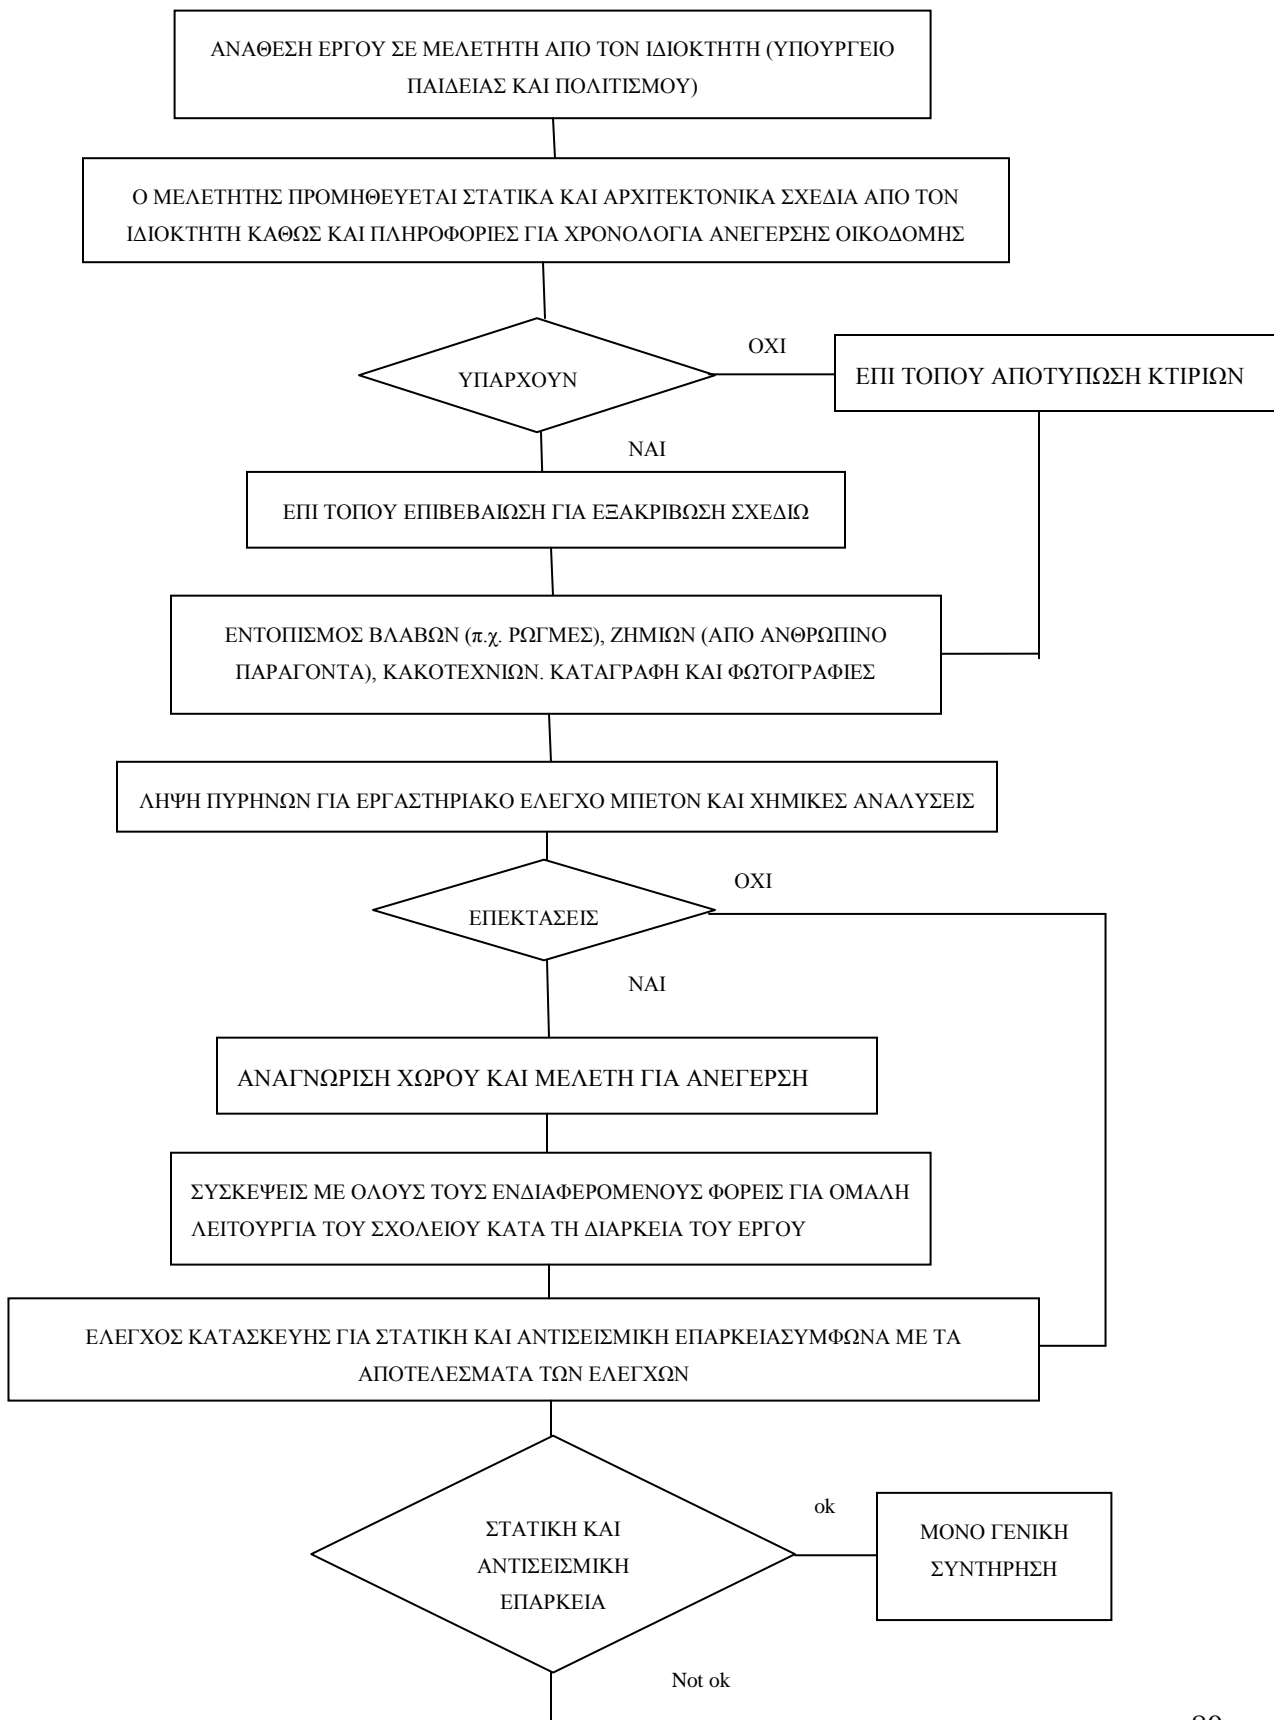 ΑΝΑΘΕΣΗ ΕΡΓΟΥ ΣΕ ΜΕΛΕΤΗΤΗ ΑΠΟ ΤΟΝ ΙΔΙΟΚΤΗΤΗ (ΥΠΟΥΡΓΕΙΟ
ΠΑΙΔΕΙΑΣ ΚΑΙ ΠΟΛΙΤΙΣΜΟΥ)
Ο ΜΕΛΕΤΗΤΗΣ ΠΡΟΜΗΘΕΥΕΤΑΙ ΣΤΑΤΙΚΑ ΚΑΙ ΑΡΧΙΤΕΚΤΟΝΙΚΑ ΣΧΕΔΙΑ ΑΠΟ ΤΟΝ
ΙΔΙΟΚΤΗΤΗ ΚΑΘΩΣ ΚΑΙ ΠΛΗΡΟΦΟΡΙΕΣ ΓΙΑ ΧΡΟΝΟΛΟΓΙΑ ΑΝΕΓΕΡΣΗΣ ΟΙΚΟΔΟΜΗΣ
ΥΠΑΡΧΟΥΝ
ΟΧΙ
ΕΠΙ ΤΟΠΟΥ ΑΠΟΤΥΠΩΣΗ ΚΤΙΡΙΩΝ
ΝΑΙ
ΕΠΙ ΤΟΠΟΥ ΕΠΙΒΕΒΑΙΩΣΗ ΓΙΑ ΕΞΑΚΡΙΒΩΣΗ ΣΧΕΔΙΩ
ΕΝΤΟΠΙΣΜΟΣ ΒΛΑΒΩΝ (π.χ. ΡΩΓΜΕΣ), ΖΗΜΙΩΝ (ΑΠΟ ΑΝΘΡΩΠΙΝΟ
ΠΑΡΑΓΟΝΤΑ), ΚΑΚΟΤΕΧΝΙΩΝ. ΚΑΤΑΓΡΑΦΗ ΚΑΙ ΦΩΤΟΓΡΑΦΙΕΣ
ΛΗΨΗ ΠΥΡΗΝΩΝ ΓΙΑ ΕΡΓΑΣΤΗΡΙΑΚΟ ΕΛΕΓΧΟ ΜΠΕΤΟΝ ΚΑΙ ΧΗΜΙΚΕΣ ΑΝΑΛΥΣΕΙΣ
ΕΠΕΚΤΑΣΕΙΣ
ΟΧΙ
ΝΑΙ
ΑΝΑΓΝΩΡΙΣΗ ΧΩΡΟΥ ΚΑΙ ΜΕΛΕΤΗ ΓΙΑ ΑΝΕΓΕΡΣΗ
ΣΥΣΚΕΨΕΙΣ ΜΕ ΟΛΟΥΣ ΤΟΥΣ ΕΝΔΙΑΦΕΡΟΜΕΝΟΥΣ ΦΟΡΕΙΣ ΓΙΑ ΟΜΑΛΗ
ΛΕΙΤΟΥΡΓΙΑ ΤΟΥ ΣΧΟΛΕΙΟΥ ΚΑΤΑ ΤΗ ΔΙΑΡΚΕΙΑ ΤΟΥ ΕΡΓΟΥ
ΕΛΕΓΧΟΣ ΚΑΤΑΣΚΕΥΗΣ ΓΙΑ ΣΤΑΤΙΚΗ ΚΑΙ ΑΝΤΙΣΕΙΣΜΙΚΗ ΕΠΑΡΚΕΙΑΣΥΜΦΩΝΑ ΜΕ ΤΑ
ΑΠΟΤΕΛΕΣΜΑΤΑ ΤΩΝ ΕΛΕΓΧΩΝ
ΣΤΑΤΙΚΗ ΚΑΙ
ΑΝΤΙΣΕΙΣΜΙΚΗ
ΕΠΑΡΚΕΙΑ
ok
ΜΟΝΟ ΓΕΝΙΚΗ
ΣΥΝΤΗΡΗΣΗ
Not ok